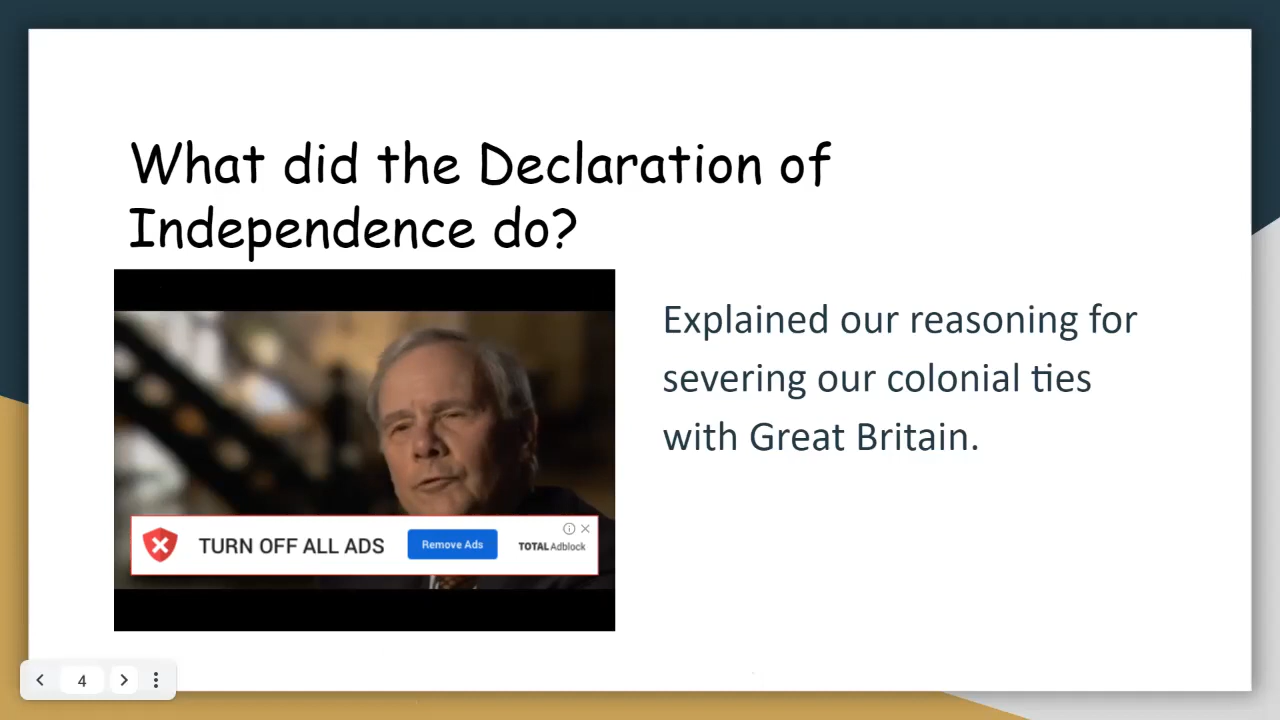 What did the Declaration of
Independence do?
Explained our reasoning for
severing our colonial ties
with Great Britain.
TURN OFF ALL ADS
Remove Ads
TOTAL Adblock
4